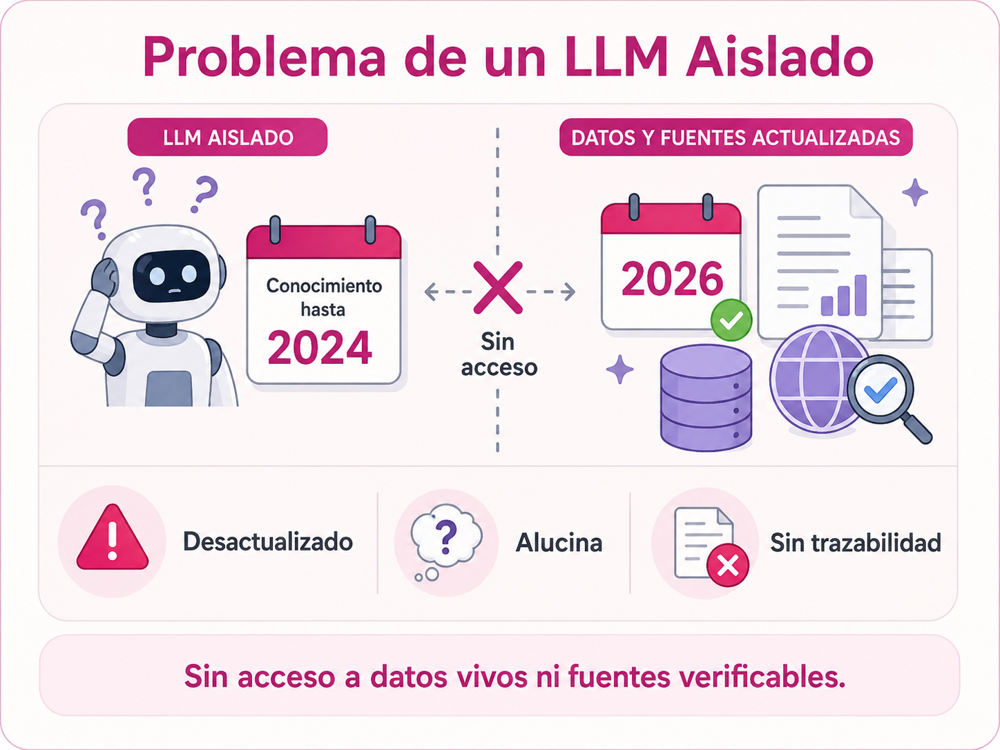 Problema de un LLM Aislado
LLM AISLADO
DATOS Y FUENTES ACTUALIZADAS
? ? ?
Conocimiento
hasta
2024
Sin
acceso
2026
Desactualizado
?
Alucina
Sin trazabilidad
Sin acceso a datos vivos ni fuentes verificables.